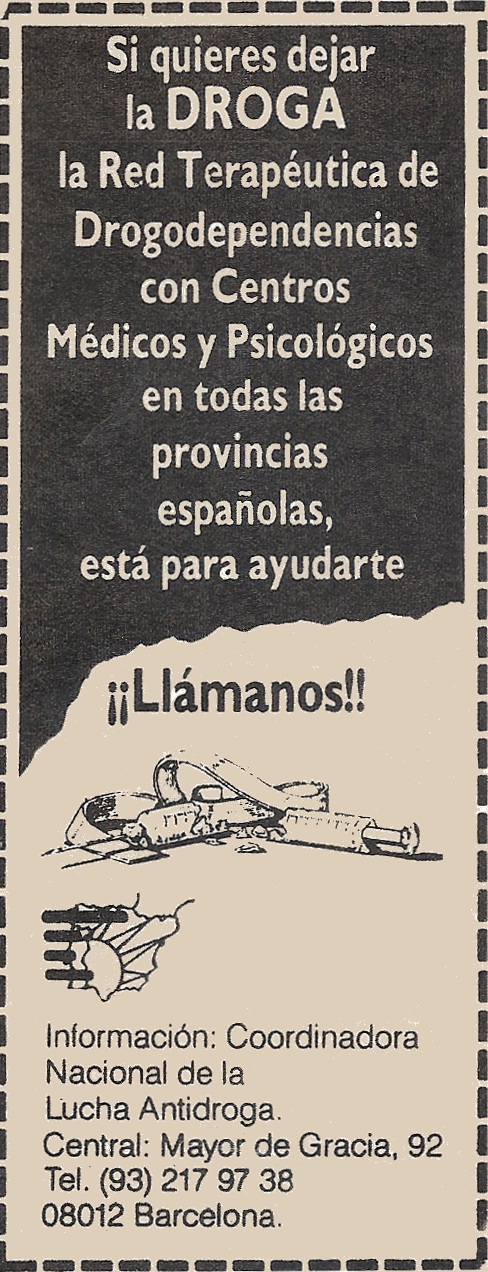 Si quieres dejar
la DROGA
la Red Terapéutica de
Drogodependencias
con Centros
Médicos y Psicológicos
en todas las
provincias
españolas,
está para ayudarte
¡¡Llámanos!!
Información: Coordinadora
Nacional de la
Lucha Antidroga.
Central: Mayor de Gracia, 92
Tel. (93) 217 97 38
08012 Barcelona.